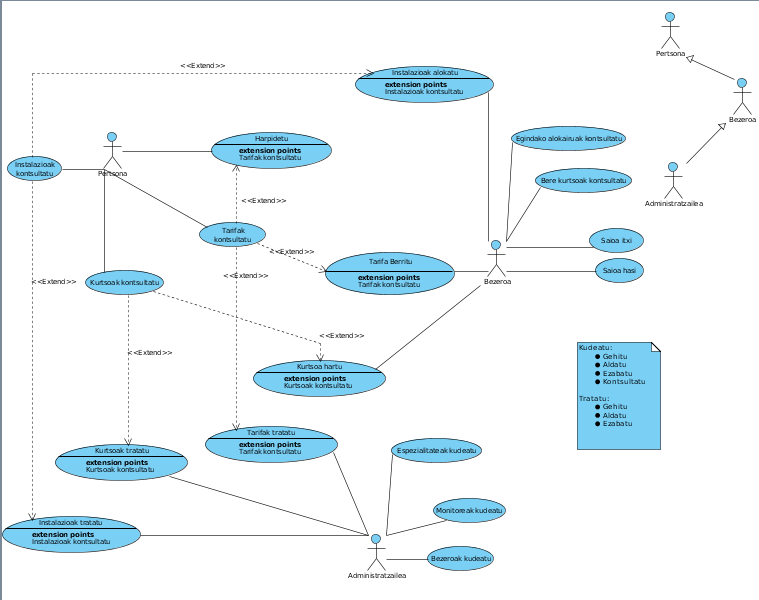 Pertsona
<<Extend>>
Instalazioak alokatu
extension points
Instalazioak kontsultatu
Bezeroa
Egindako alokairuak kontsultatu
Harpidetu
extension points
Tarifak kontsultatu
Instalazioak
kontsultatu
Pertsona
Bere kurtsoak kontsultatu
Administratzailea
<<Extend>>
Tarifak
kontsultatu
Saioa itxi
<<Extend>>
Tarifa Berritu
extension points
Tarifak kontsultatu
Saioa hasi
<<Extend>>
<<Extend>>
Kurtsoak kontsultatu
Bezeroa
<<Extend>>
<<Extend>>
Kurtsoa hartu
extension points
Kurtsoak kontsultatu
Kudeatu:
● Gehitu
● Aldatu
● Ezabatu
● Kontsultatu
Tratatu:
● Gehitu
● Aldatu
● Ezabatu
Tarifak tratatu
extension points
Tarifak kontsultatu
Kurtsoak tratatu
extension points
Kurtsoak kontsultatu
Espezialitateak kudeatu
Monitoreak kudeatu
Instalazioak tratatu
extension points
Instalazioak kontsultatu
Bezeroak kudeatu
Administratzailea